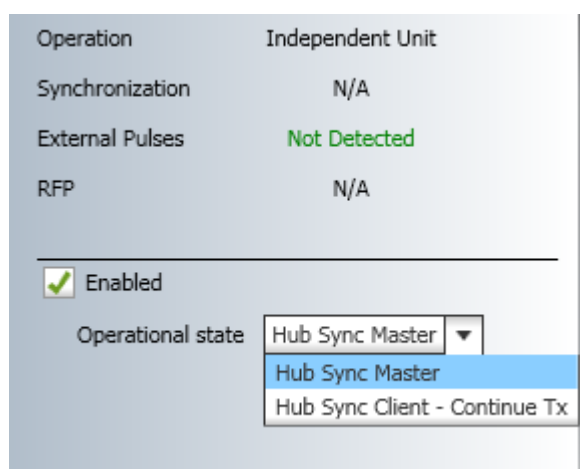 Operation Independent Unit
Synchronization N/A
External Pulses Not Detected
RFP N/A
Enabled
Operational state Hub Sync Master
Hub Sync Master
Hub Sync Client - Continue Tx